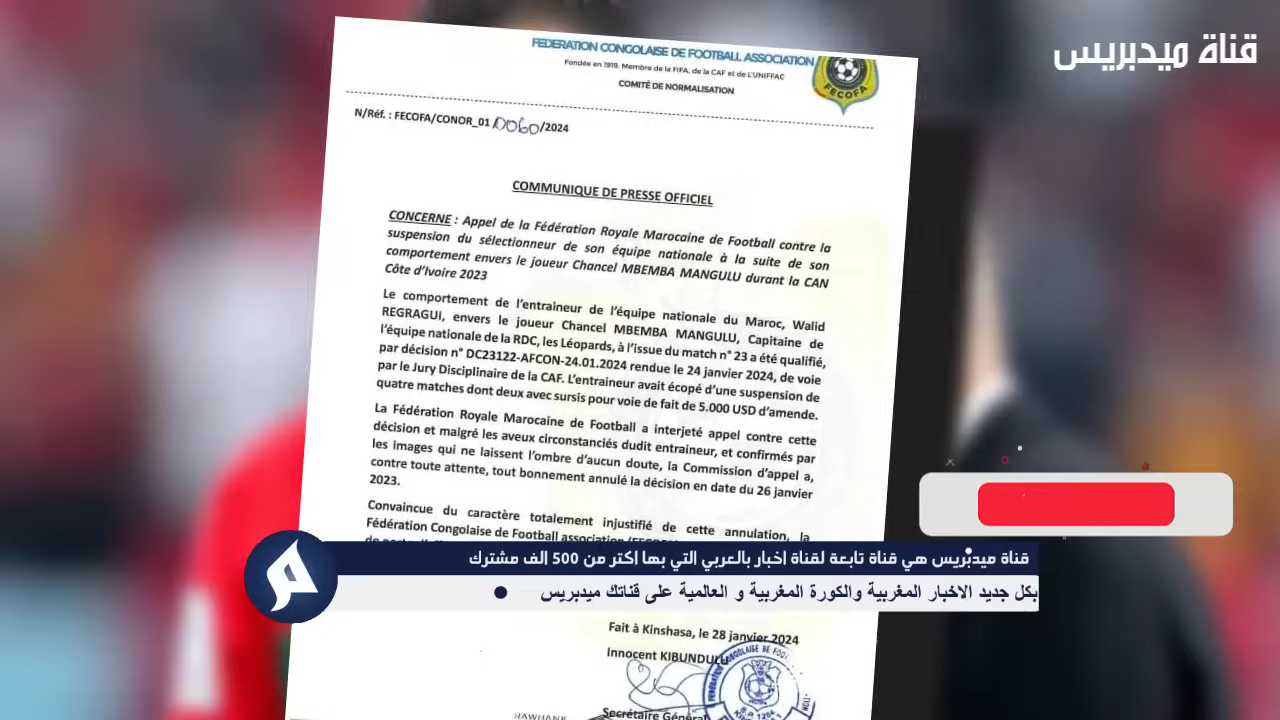 قناة ميدبريس
FEDERATION CONGOLAISE DE FOOTBALL ASSOCIATION
Fondée en 1919. Membre de la FIFA, de la CAF et de L'UNIFFAC
COMITÉ DE NORMALISATION
FECOFA
N/Réf. : FECOFA/CONOR_01/0060/2024
COMMUNIQUE DE PRESSE OFFICIEL
CONCERNE : Appel de la Fédération Royale Marocaine de Football contre la
suspension du sélectionneur de son équipe nationale à la suite de son
comportement envers le joueur Chancel MBEMBA MANGULU durant la CAN
Côte d'Ivoire 2023
Le comportement de l'entraineur de l'équipe nationale du Maroc, Walid
REGRAGUI, envers le joueur Chancel MBEMBA MANGULU, Capitaine de
l'équipe nationale de la RDC, les Léopards, à l'issue du match n° 23 a été qualifié,
par décision n° DC23122-AFCON-24.01.2024 rendue le 24 janvier 2024, de voie
par le Jury Disciplinaire de la CAF. L'entraineur avait écopé d'une suspension de
quatre matches dont deux avec sursis pour voie de fait de 5.000 USD d'amende.
La Fédération Royale Marocaine de Football a interjeté appel contre cette
décision et malgré les aveux circonstanciés dudit entraineur, et confirmés par
les images qui ne laissent l'ombre d'aucun doute, la Commission d'appel a,
contre toute attente, tout bonnement annulé la décision en date du 26 janvier
2023.
Convaincue du caractère totalement injustifié de cette annulation, la
Fédération Congolaise de Football association
قناة ميدبريس هي قناة تابعة لقناة اخبار بالعربي التي بها اكتر من 500 الف مشترك
بكل جديد الاخبار المغربية والكورة المغربية و العالمية على قناتك ميدبريس
Fait à Kinshasa, le 28 janvier 2024
Innocent KIBUNDULU
Secrétaire Général